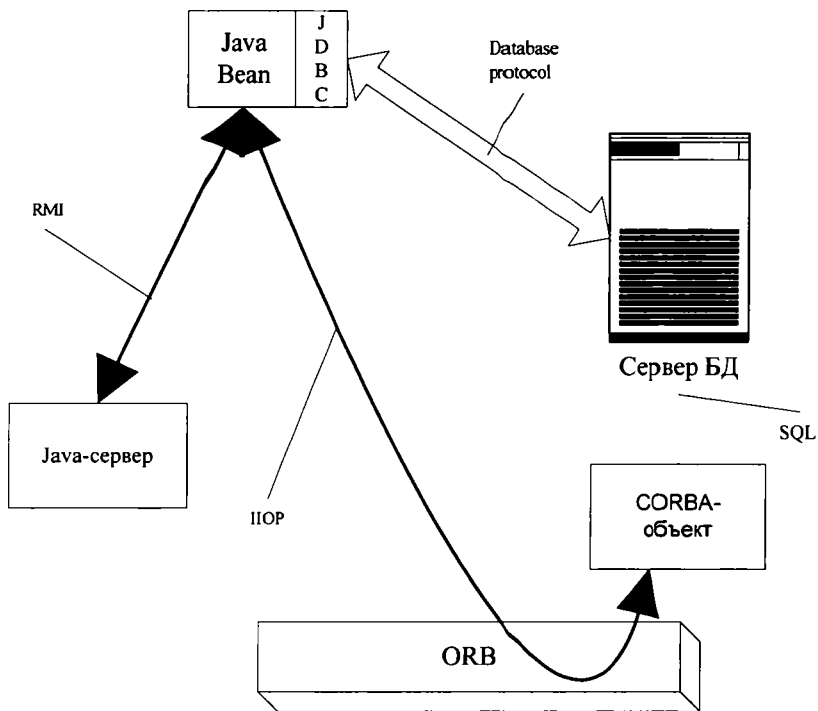 Java
Bean
J
D
B
C
Database
protocol
RMI
Сервер БД
SQL
Java-сервер
IIOP
CORBA-
объект
ORB